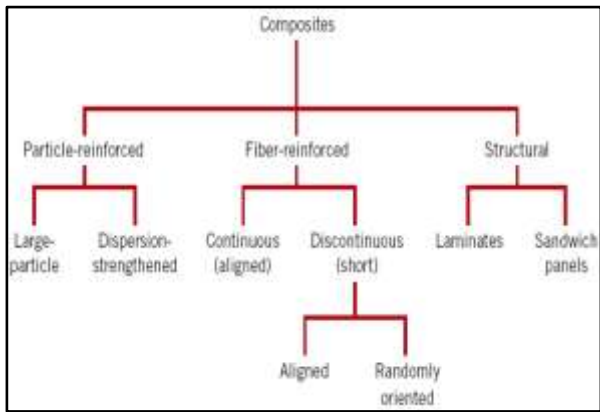 Composites
Particle-reinforced
Fiber-reinforced
Structural
Large-
particle
Dispersion-
strengthened
Continuous
(aligned)
Discontinuous
(short)
Laminates
Sandwich
panels
Aligned
Randomly
oriented